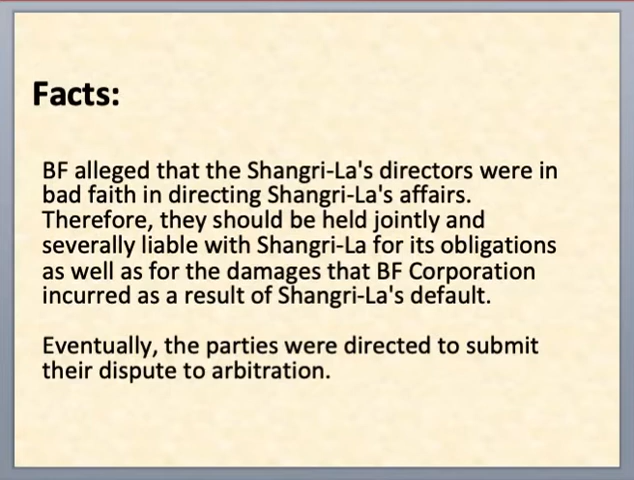 Facts:
BF alleged that the Shangri-La's directors were in
bad faith in directing Shangri-La's affairs.
Therefore, they should be held jointly and
severally liable with Shangri-La for its obligations
as well as for the damages that BF Corporation
incurred as a result of Shangri-La's default.
Eventually, the parties were directed to submit
their dispute to arbitration.